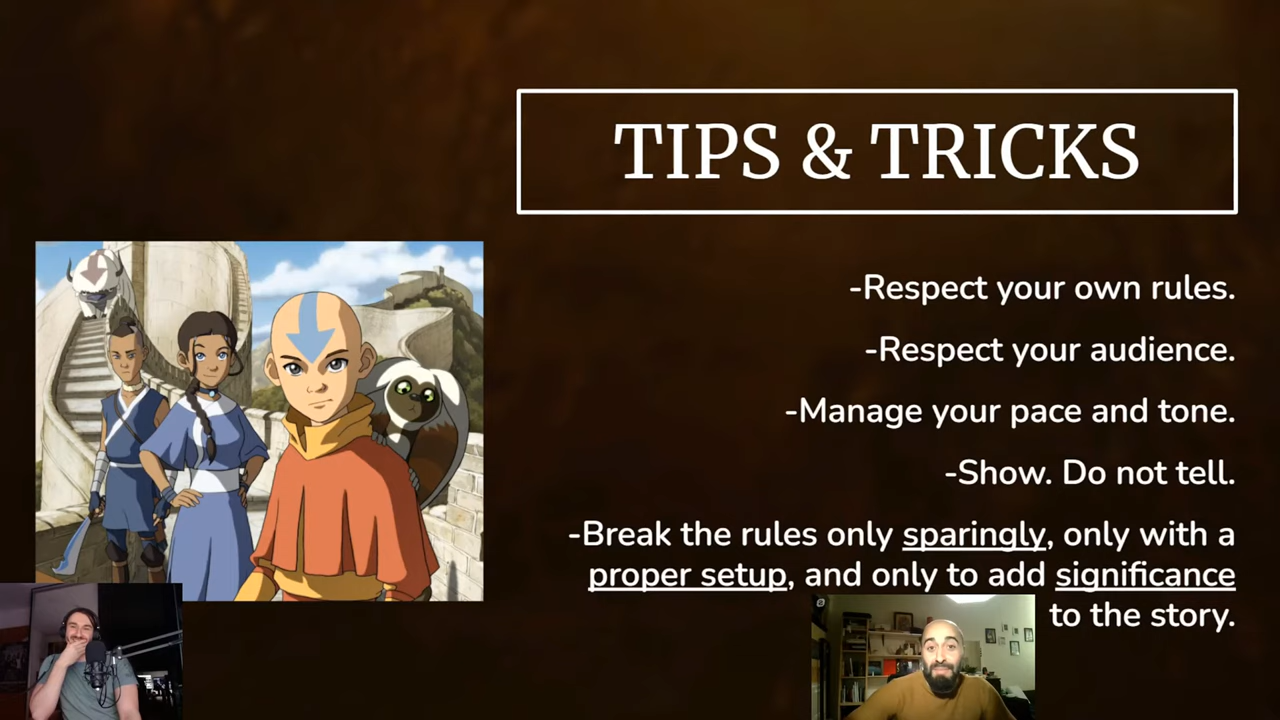 TIPS & TRICKS
-Respect your own rules.
-Respect your audience.
-Manage your pace and tone.
-Show. Do not tell.
-Break the rules only sparingly, only with a
proper setup, and only to add significance
to the story.